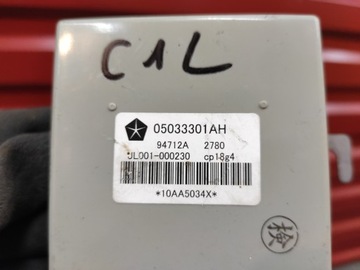 C1L
05033301AH
94712A 2780
JL001-000230 cp18g4
*10AA5034X*
検